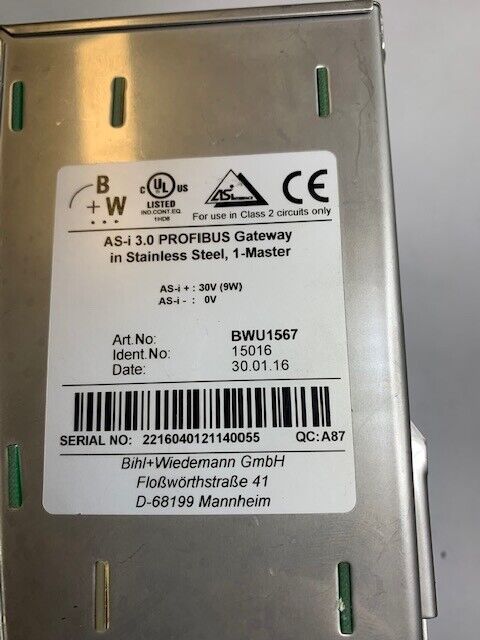 B
+W
C UL US
LISTED
IND.CONT.EQ.
1HD8
ASi
INTERFACE
CE
For use in Class 2 circuits only
AS-i 3.0 PROFIBUS Gateway
in Stainless Steel, 1-Master
AS-i + : 30V (9W)
AS-i - : 0V
Art.No: BWU1567
Ident.No: 15016
Date: 30.01.16
SERIAL NO: 2216040121140055 QC:A87
Bihl+Wiedemann GmbH
Floßwörthstraße 41
D-68199 Mannheim